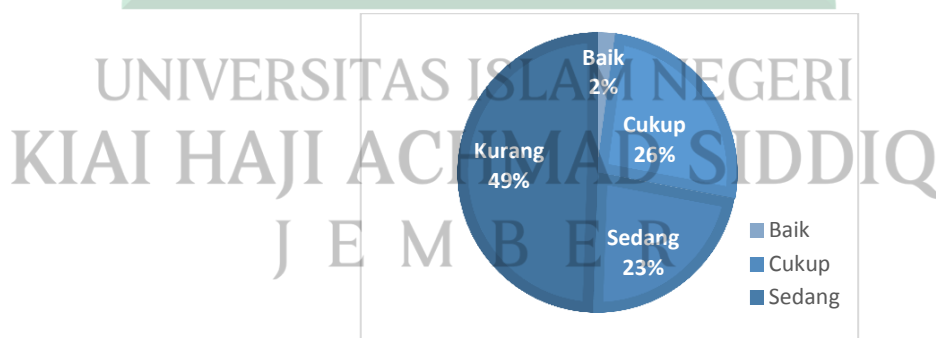 UNIVERSITAS ISLAM NEGERI
KIAI HAJI ACHMAD SIDDIQ
J E M B E R
Baik
2%
Cukup
26%
Kurang
49%
Sedang
23%
Baik
Cukup
Sedang